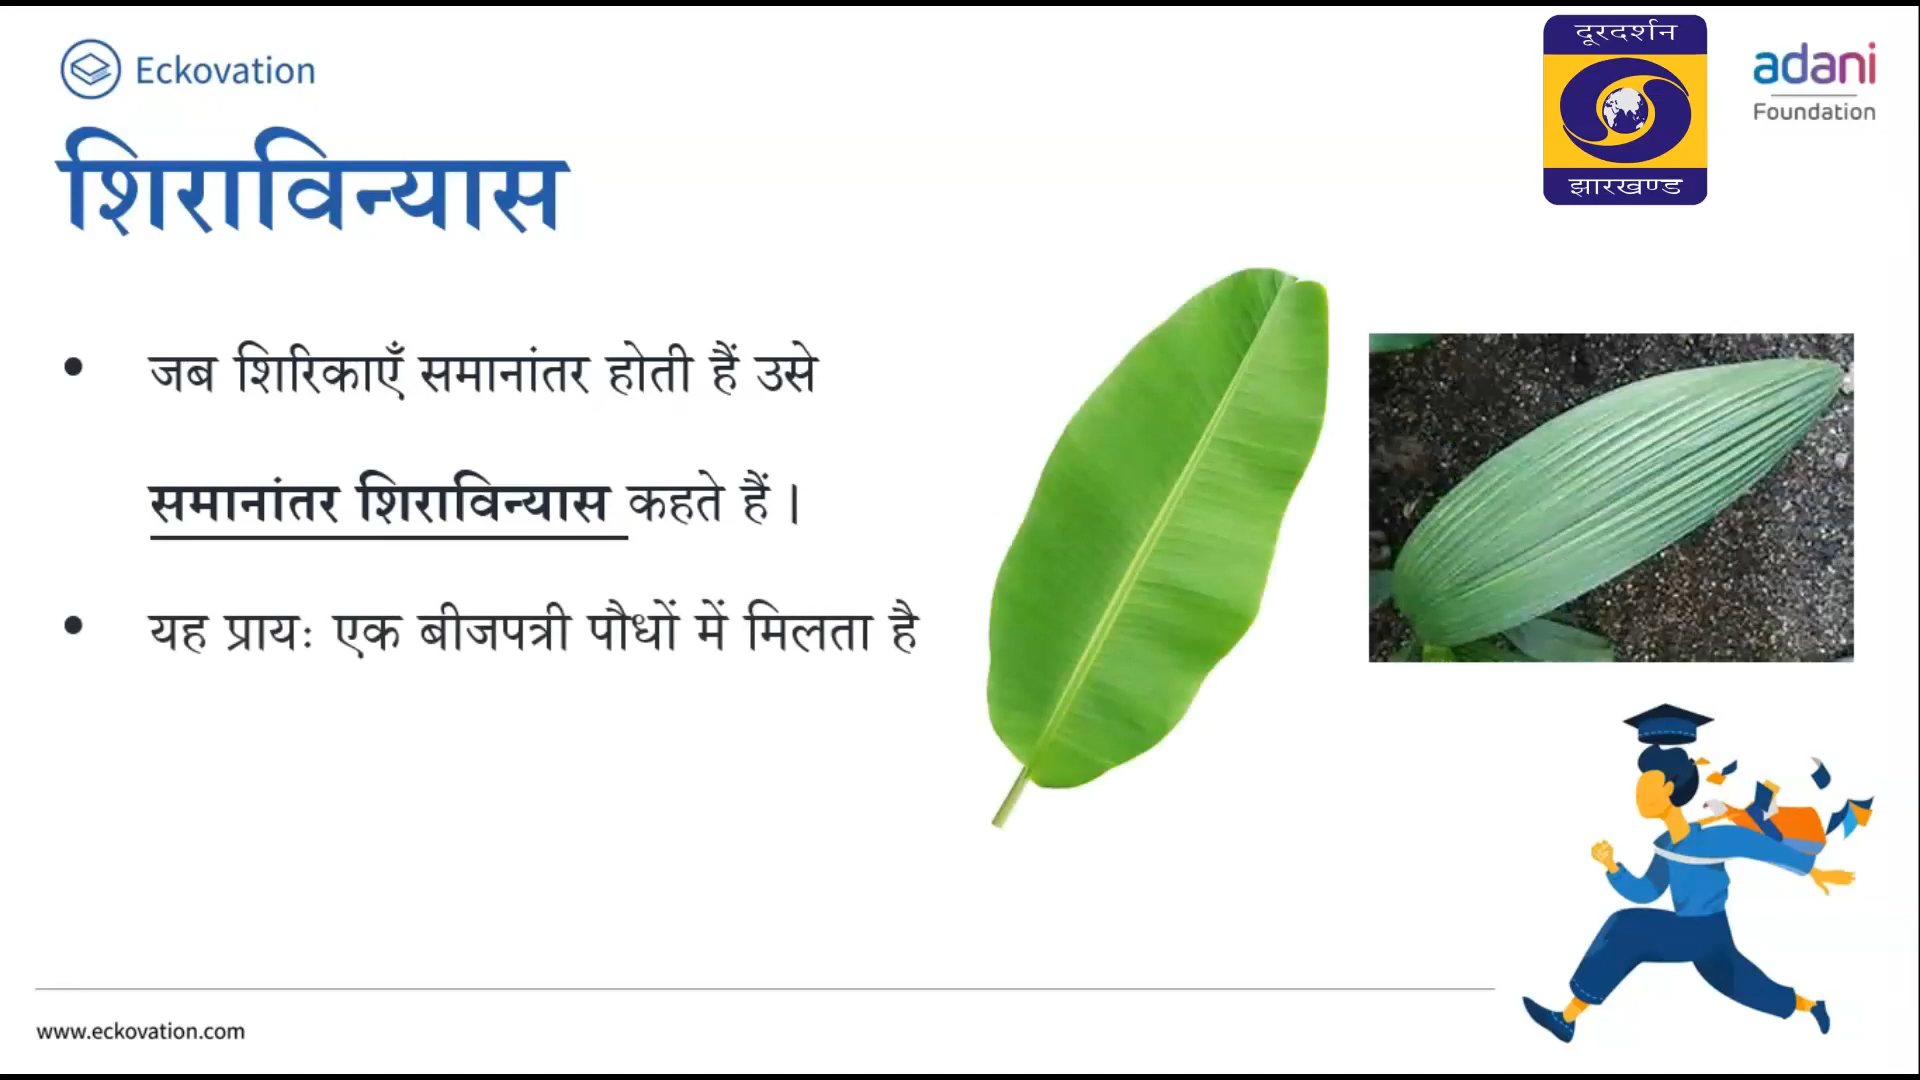 Eckovation
दूरदर्शन
झारखण्ड
adani
Foundation
शिराविन्यास
• जब शिरिकाएँ समानांतर होती हैं उसे
समानांतर शिराविन्यास कहते हैं ।
• यह प्रायः एक बीजपत्री पौधों में मिलता है
www.eckovation.com